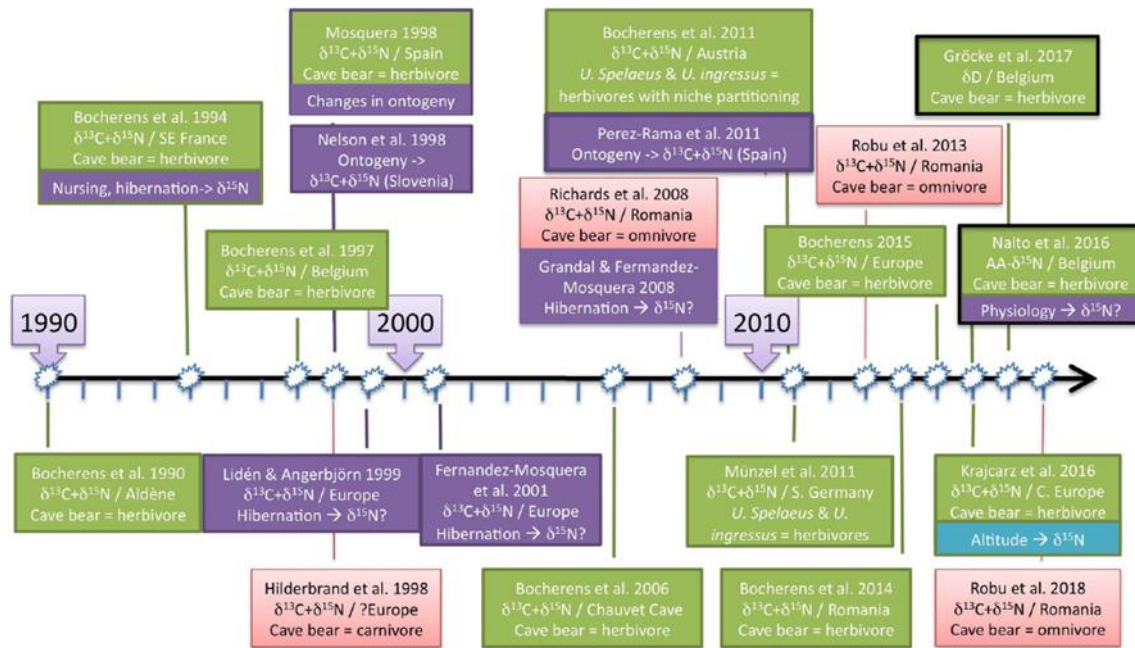 Mosquera 1998
δ¹³C+δ¹⁵N / Spain
Cave bear = herbivore
Changes in ontogeny
Bocherens et al. 2011
δ¹³C+δ¹⁵N / Austria
U. Spelaeus & U. ingressus =
herbivores with niche partitioning
Gröcke et al. 2017
δD / Belgium
Cave bear = herbivore
Bocherens et al. 1994
δ¹³C+δ¹⁵N / SE France
Cave bear = herbivore
Nursing, hibernation-> δ¹⁵N
Nelson et al. 1998
Ontogeny ->
δ¹³C+δ¹⁵N (Slovenia)
Perez-Rama et al. 2011
Ontogeny -> δ¹³C+δ¹⁵N (Spain)
Robu et al. 2013
δ¹³C+δ¹⁵N / Romania
Cave bear = omnivore
Richards et al. 2008
δ¹³C+δ¹⁵N / Romania
Cave bear = omnivore
Grandal & Fermandez-
Mosquera 2008
Hibernation → δ¹⁵N?
Bocherens et al. 1997
δ¹³C+δ¹⁵N / Belgium
Cave bear = herbivore
Bocherens 2015
δ¹³C+δ¹⁵N / Europe
Cave bear = herbivore
Naito et al. 2016
AA-δ¹⁵N / Belgium
Cave bear = herbivore
Physiology → δ¹⁵N?
1990
2000
2010
Bocherens et al. 1990
δ¹³C+δ¹⁵N / Aldène
Cave bear = herbivore
Lidén & Angerbjörn 1999
δ¹³C+δ¹⁵N / Europe
Hibernation → δ¹⁵N?
Fernandez-Mosquera
et al. 2001
δ¹³C+δ¹⁵N / Europe
Hibernation → δ¹⁵N?
Münzel et al. 2011
δ¹³C+δ¹⁵N / S. Germany
U. Spelaeus & U.
ingressus = herbivores
Krajcarz et al. 2016
δ¹³C+δ¹⁵N / C. Europe
Cave bear = herbivore
Altitude → δ¹⁵N
Hilderbrand et al. 1998
δ¹³C+δ¹⁵N / ?Europe
Cave bear = carnivore
Bocherens et al. 2006
δ¹³C+δ¹⁵N / Chauvet Cave
Cave bear = herbivore
Bocherens et al. 2014
δ¹³C+δ¹⁵N / Romania
Cave bear = herbivore
Robu et al. 2018
δ¹³C+δ¹⁵N / Romania
Cave bear = omnivore